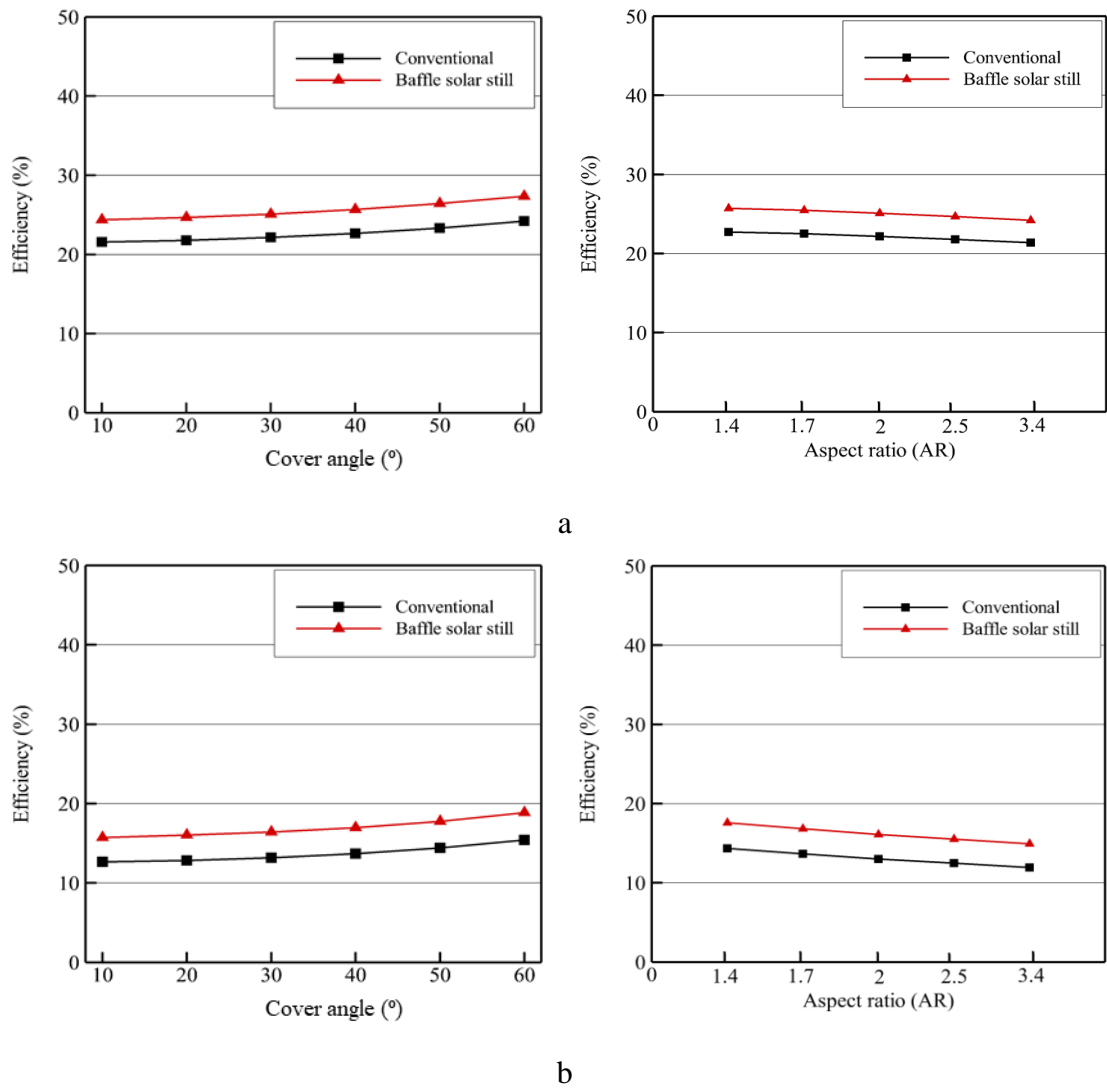 50
40
30
20
10
0
Efficiency (%)
Conventional
Baffle solar still
10 20 30 40 50 60
Cover angle (º)
50
40
30
20
10
0
Efficiency (%)
Conventional
Baffle solar still
0 1.4 1.7 2 2.5 3.4
Aspect ratio (AR)
a
50
40
30
20
10
0
Efficiency (%)
Conventional
Baffle solar still
10 20 30 40 50 60
Cover angle (º)
50
40
30
20
10
0
Efficiency (%)
Conventional
Baffle solar still
0 1.4 1.7 2 2.5 3.4
Aspect ratio (AR)
b